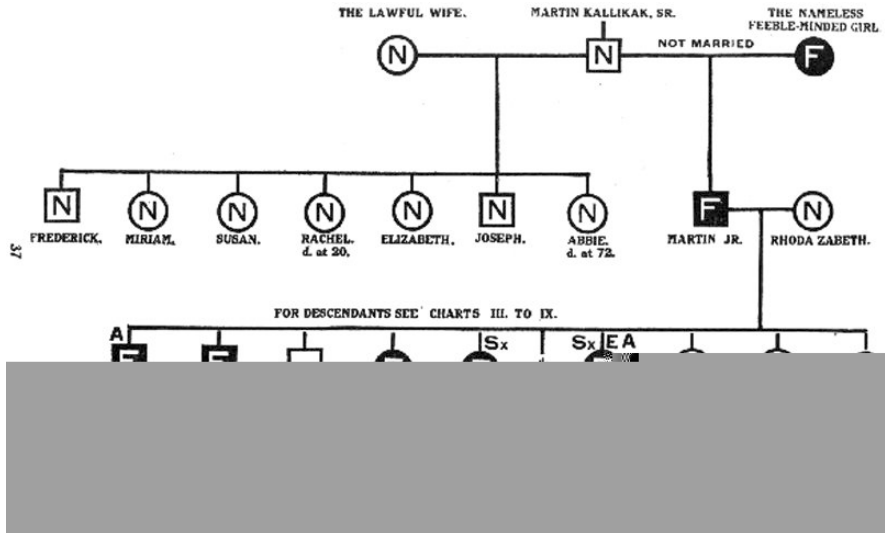 THE LAWFUL WIFE.
MARTIN KALLIKAK, SR.
THE NAMELESS
FEEBLE-MINDED GIRL
NOT MARRIED
N
N
F
N
N
N
N
N
N
N
F
N
FREDERICK.
MIRIAM.
SUSAN.
RACHEL.
d. at 20.
ELIZABETH.
JOSEPH.
ABBIE.
d. at 72.
MARTIN JR.
RHODA ZABETH.
37
FOR DESCENDANTS SEE CHARTS III. TO IX.
A
Sx
Sx E A